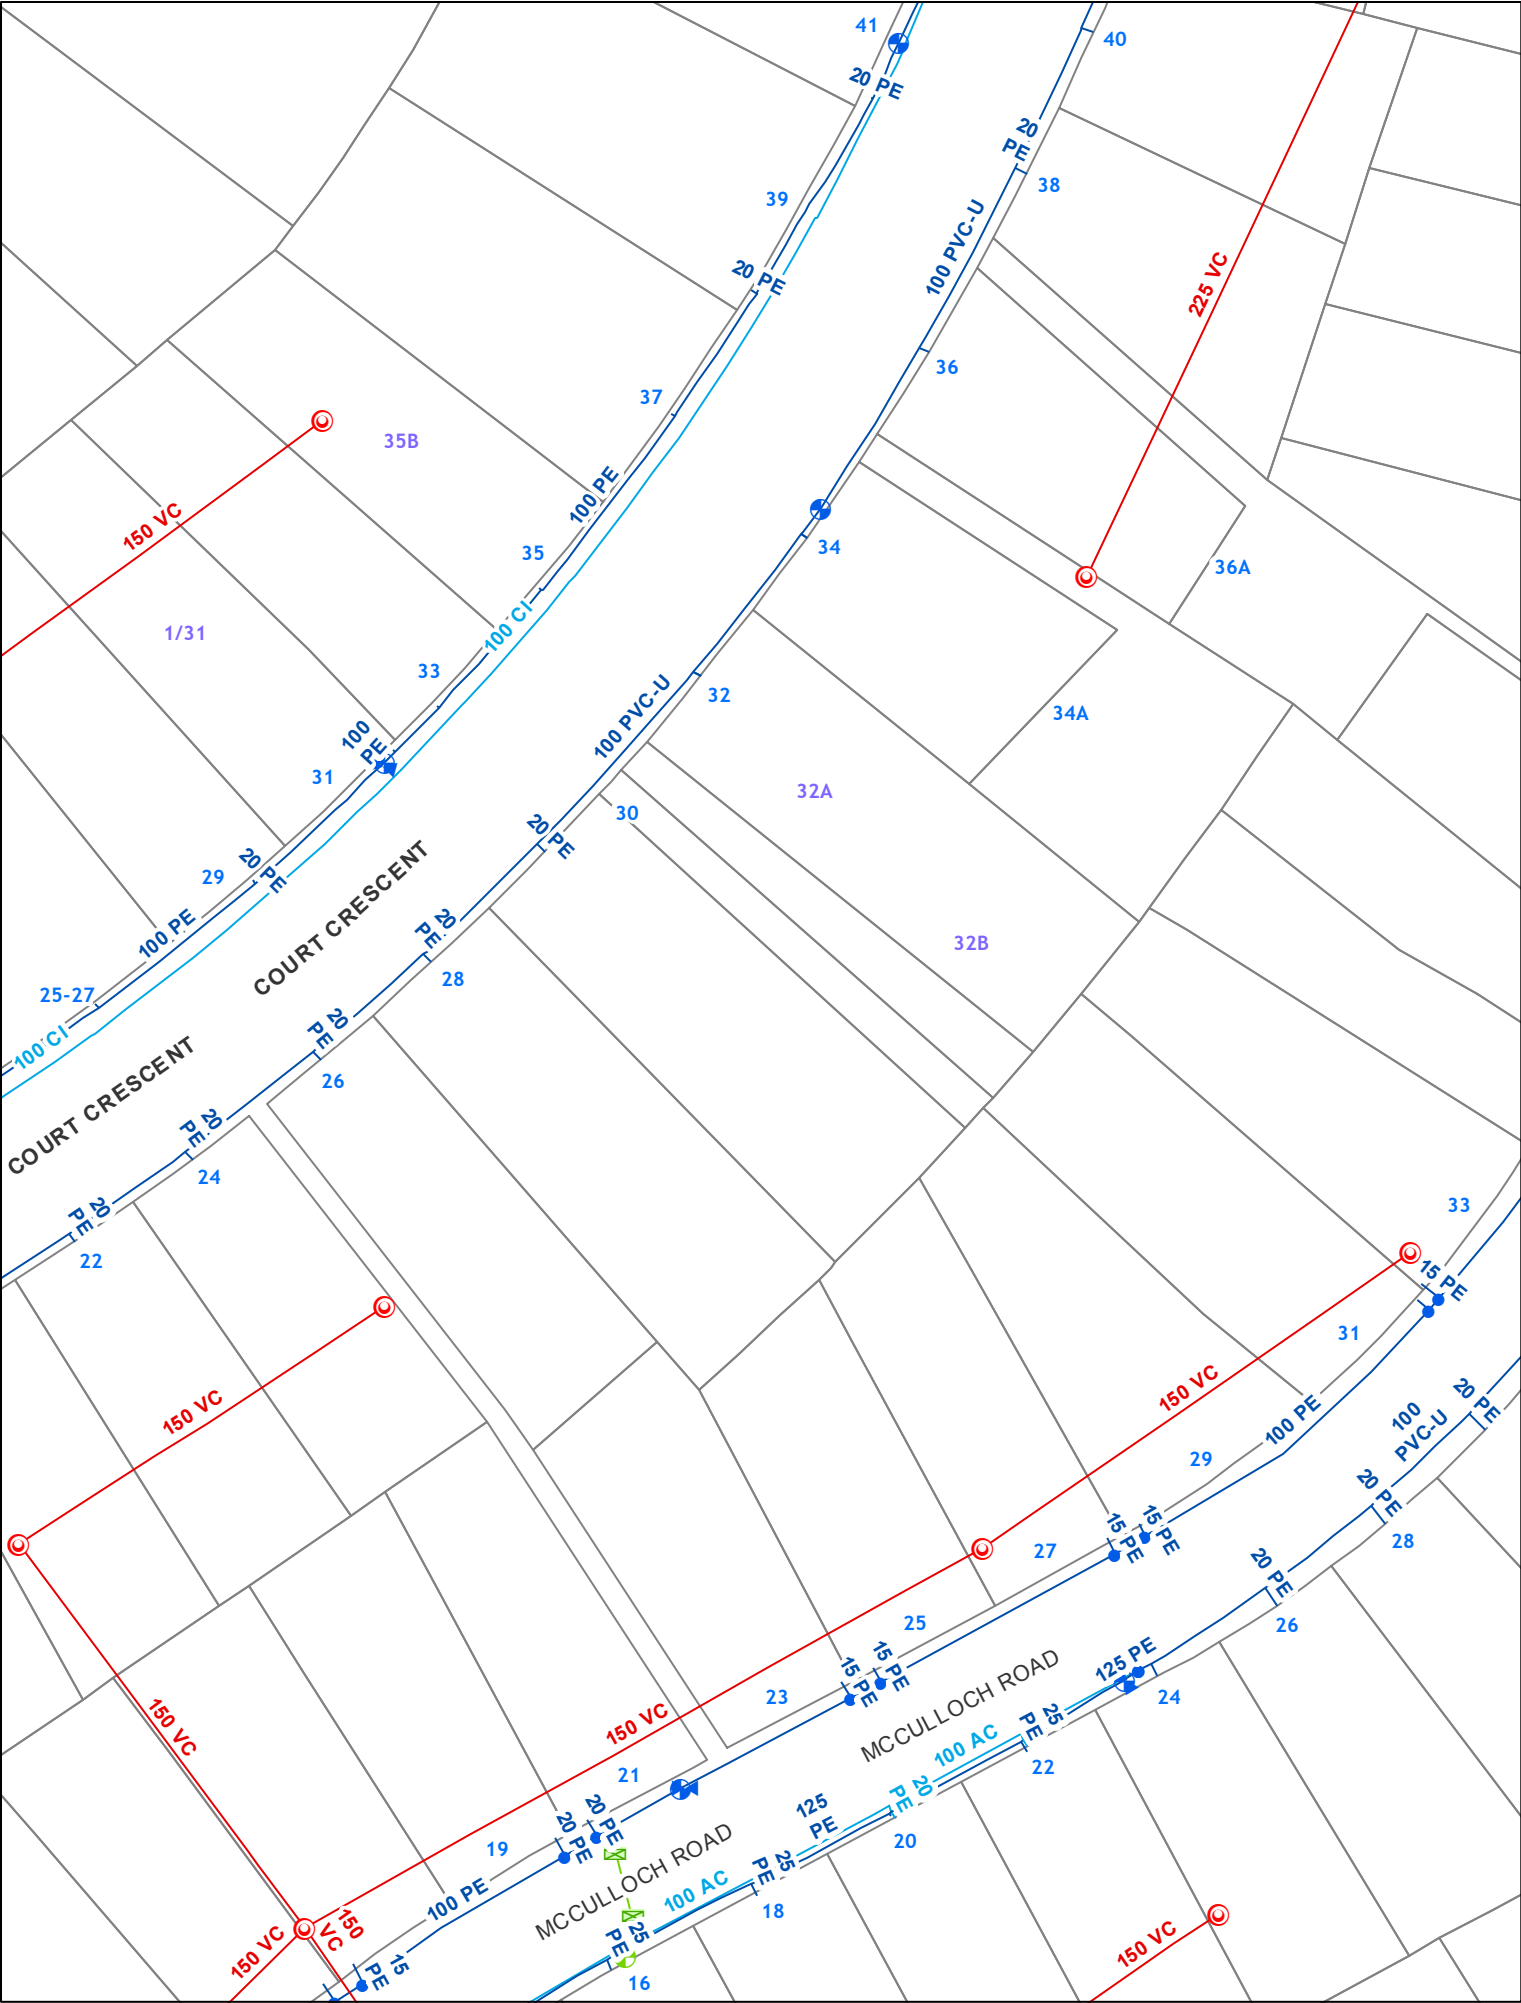 41
40
20 PE
20
PE
38
39
100 PVC-U
225 VC
20 PE
36
37
35B
100 PE
150 VC
35
34
36A
100 CI
1/31
33
32
34A
100 PVC-U
100
PE
31
32A
30
20 PE
29
20 PE
COURT CRESCENT
100 PE
20
PE
32B
28
25-27
100 CI
20
PE
26
COURT CRESCENT
20
PE
24
20
PE
22
33
15 PE
31
150 VC
150 VC
20 PE
100
PVC-U
100 PE
29
20 PE
28
15 PE
15 PE
27
20 PE
26
25
MCCULLOCH ROAD
125 PE
15 PE
15 PE
23
24
150 VC
150 VC
25
PE
100 AC
22
21
20
PE
125
PE
20
20 PE
20 PE
19
MCCULLOCH ROAD
25
PE
100 AC
18
100 PE
150
VC
150 VC
25
PE
15
PE
16
150 VC